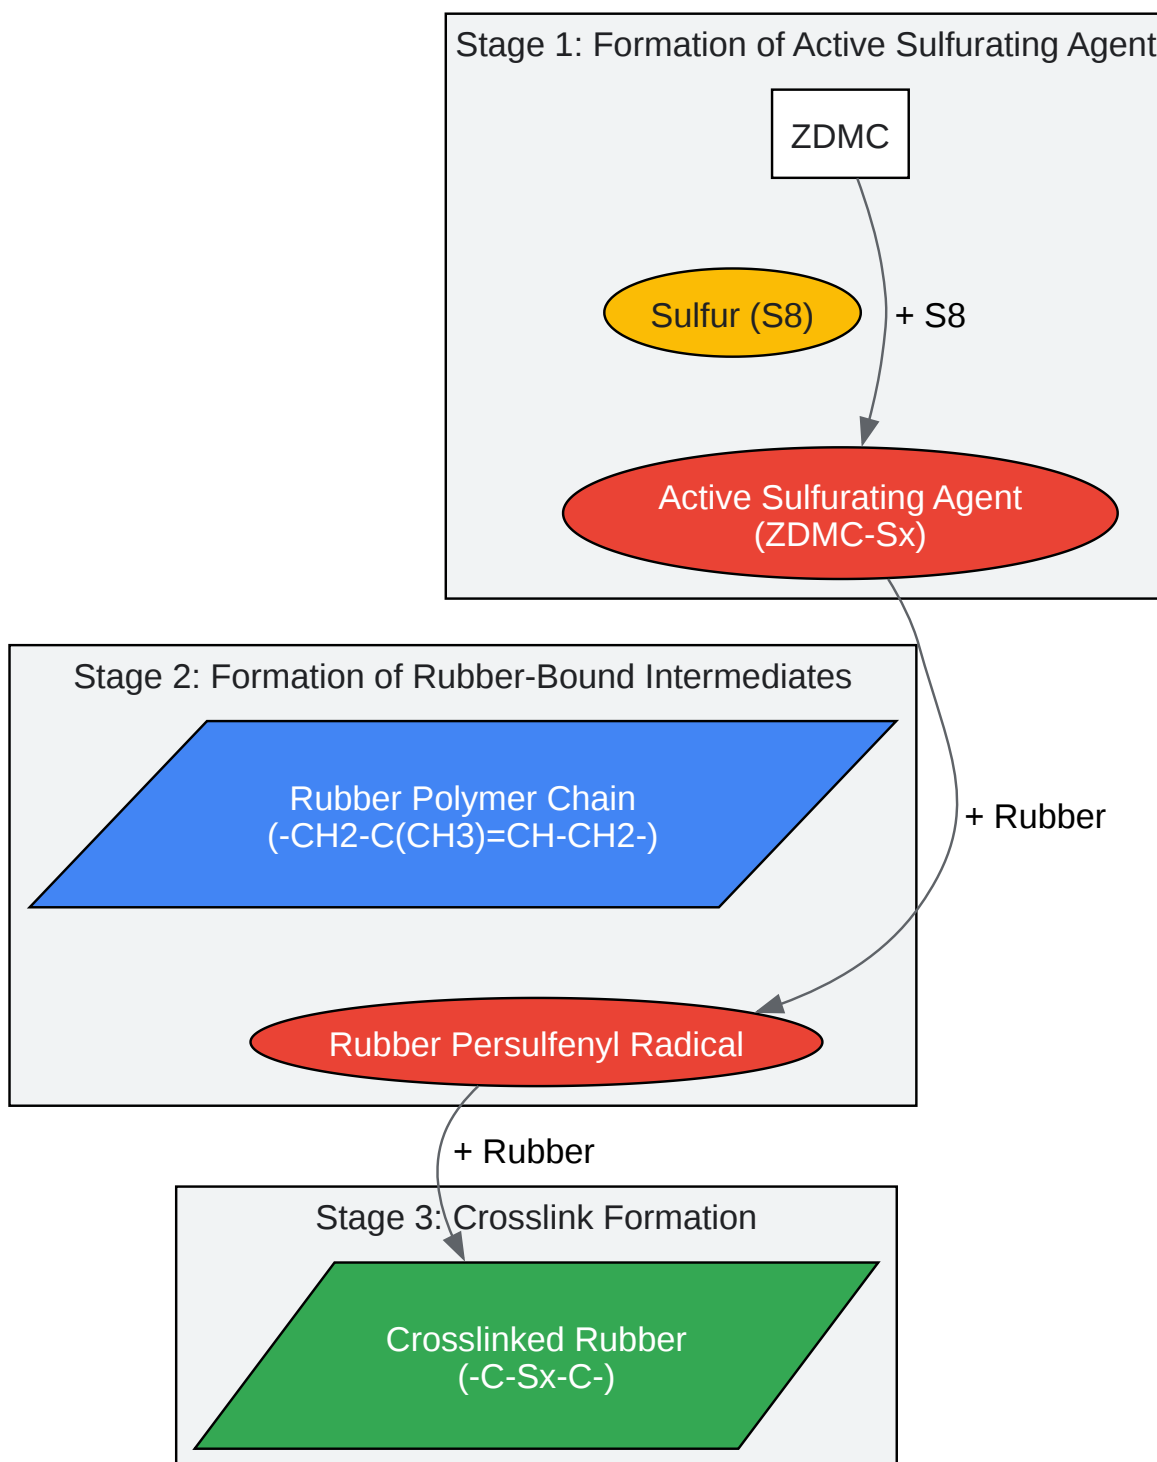 Stage 1: Formation of Active Sulfurating Agent
ZDMC
Sulfur (S8)
+ S8
Active Sulfurating Agent
(ZDMC-Sx)
Stage 2: Formation of Rubber-Bound Intermediates
Rubber Polymer Chain
(-CH2-C(CH3)=CH-CH2-)
+ Rubber
Rubber Persulfenyl Radical
+ Rubber
Stage 3: Crosslink Formation
Crosslinked Rubber
(-C-Sx-C-)